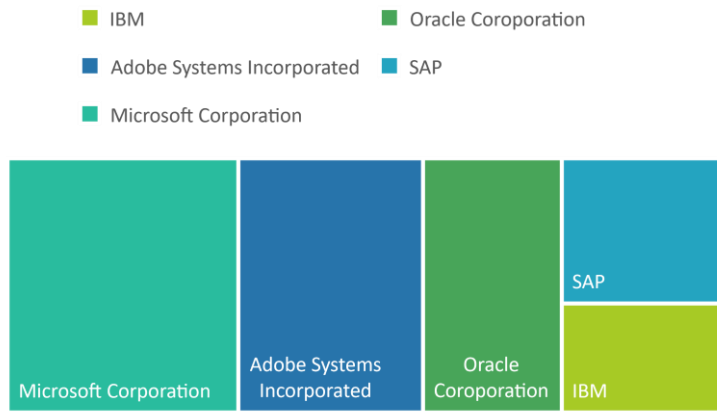 IBM
Oracle Coroporation
Adobe Systems Incorporated
SAP
Microsoft Corporation
Microsoft Corporation
Adobe Systems
Incorporated
Oracle
Coroporation
SAP
IBM